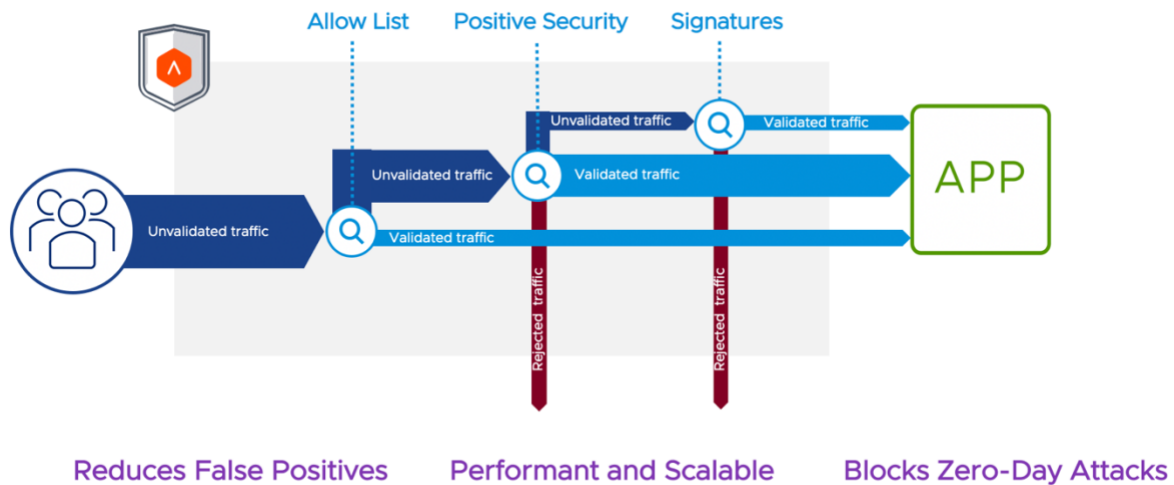 Allow List
Positive Security
Signatures
Unvalidated traffic
Validated traffic
Unvalidated traffic
Validated traffic
APP
Unvalidated traffic
Validated traffic
Rejected traffic
Rejected traffic
Reduces False Positives
Performant and Scalable
Blocks Zero-Day Attacks